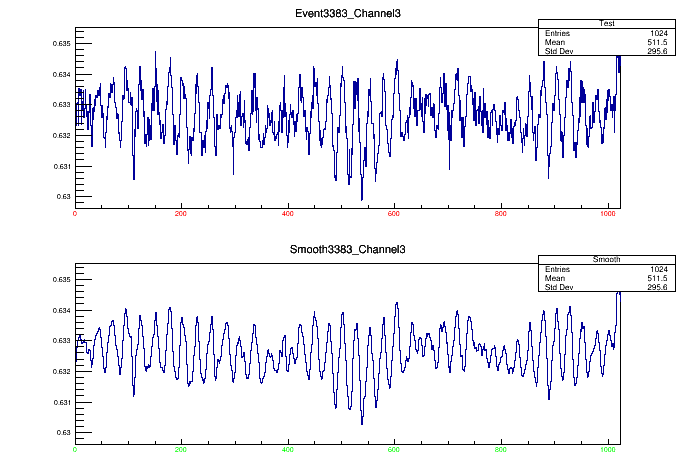 Event3383_Channel3
Test
Entries 1024
Mean 511.5
Std Dev 295.6
0.635
0.634
0.633
0.632
0.631
0.63
0 200 400 600 800 1000
Smooth3383_Channel3
Smooth
Entries 1024
Mean 511.5
Std Dev 295.6
0.635
0.634
0.633
0.632
0.631
0.63
0 200 400 600 800 1000